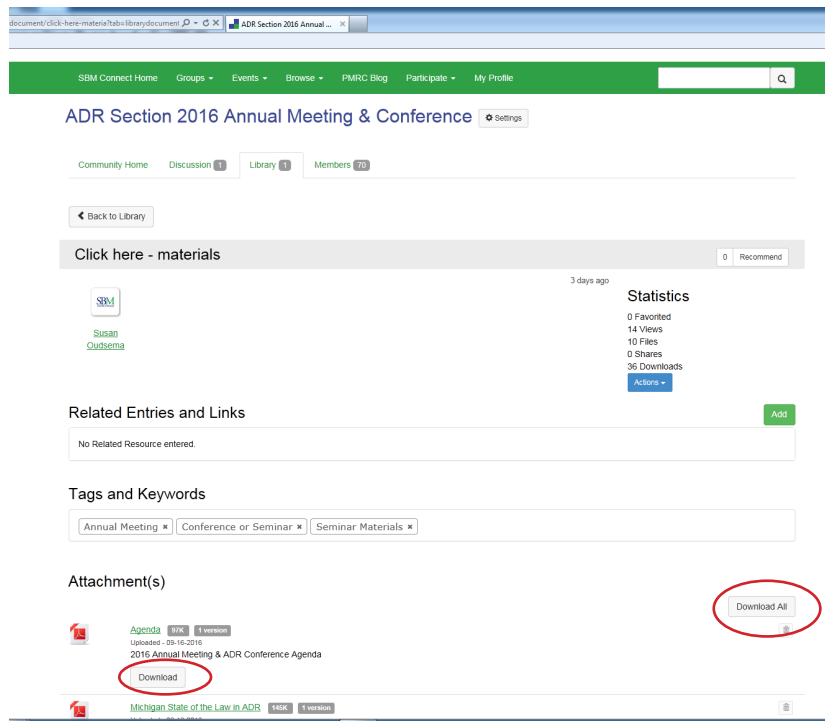 document/click-here-materia?tab=librarydocument
ADR Section 2016 Annual ...
SBM Connect Home Groups Events Browse PMRC Blog Participate My Profile
ADR Section 2016 Annual Meeting & Conference Settings
Community Home Discussion 1 Library 1 Members 70
Back to Library
Click here - materials
0 Recommend
3 days ago
SBM
Susan
Oudsema
Statistics
0 Favorited
14 Views
10 Files
0 Shares
36 Downloads
Actions
Related Entries and Links
Add
No Related Resource entered.
Tags and Keywords
Annual Meeting × Conference or Seminar × Seminar Materials ×
Attachment(s)
Download All
Agenda 97K 1 version
Uploaded - 09-16-2016
2016 Annual Meeting & ADR Conference Agenda
Download
Michigan State of the Law in ADR 145K 1 version